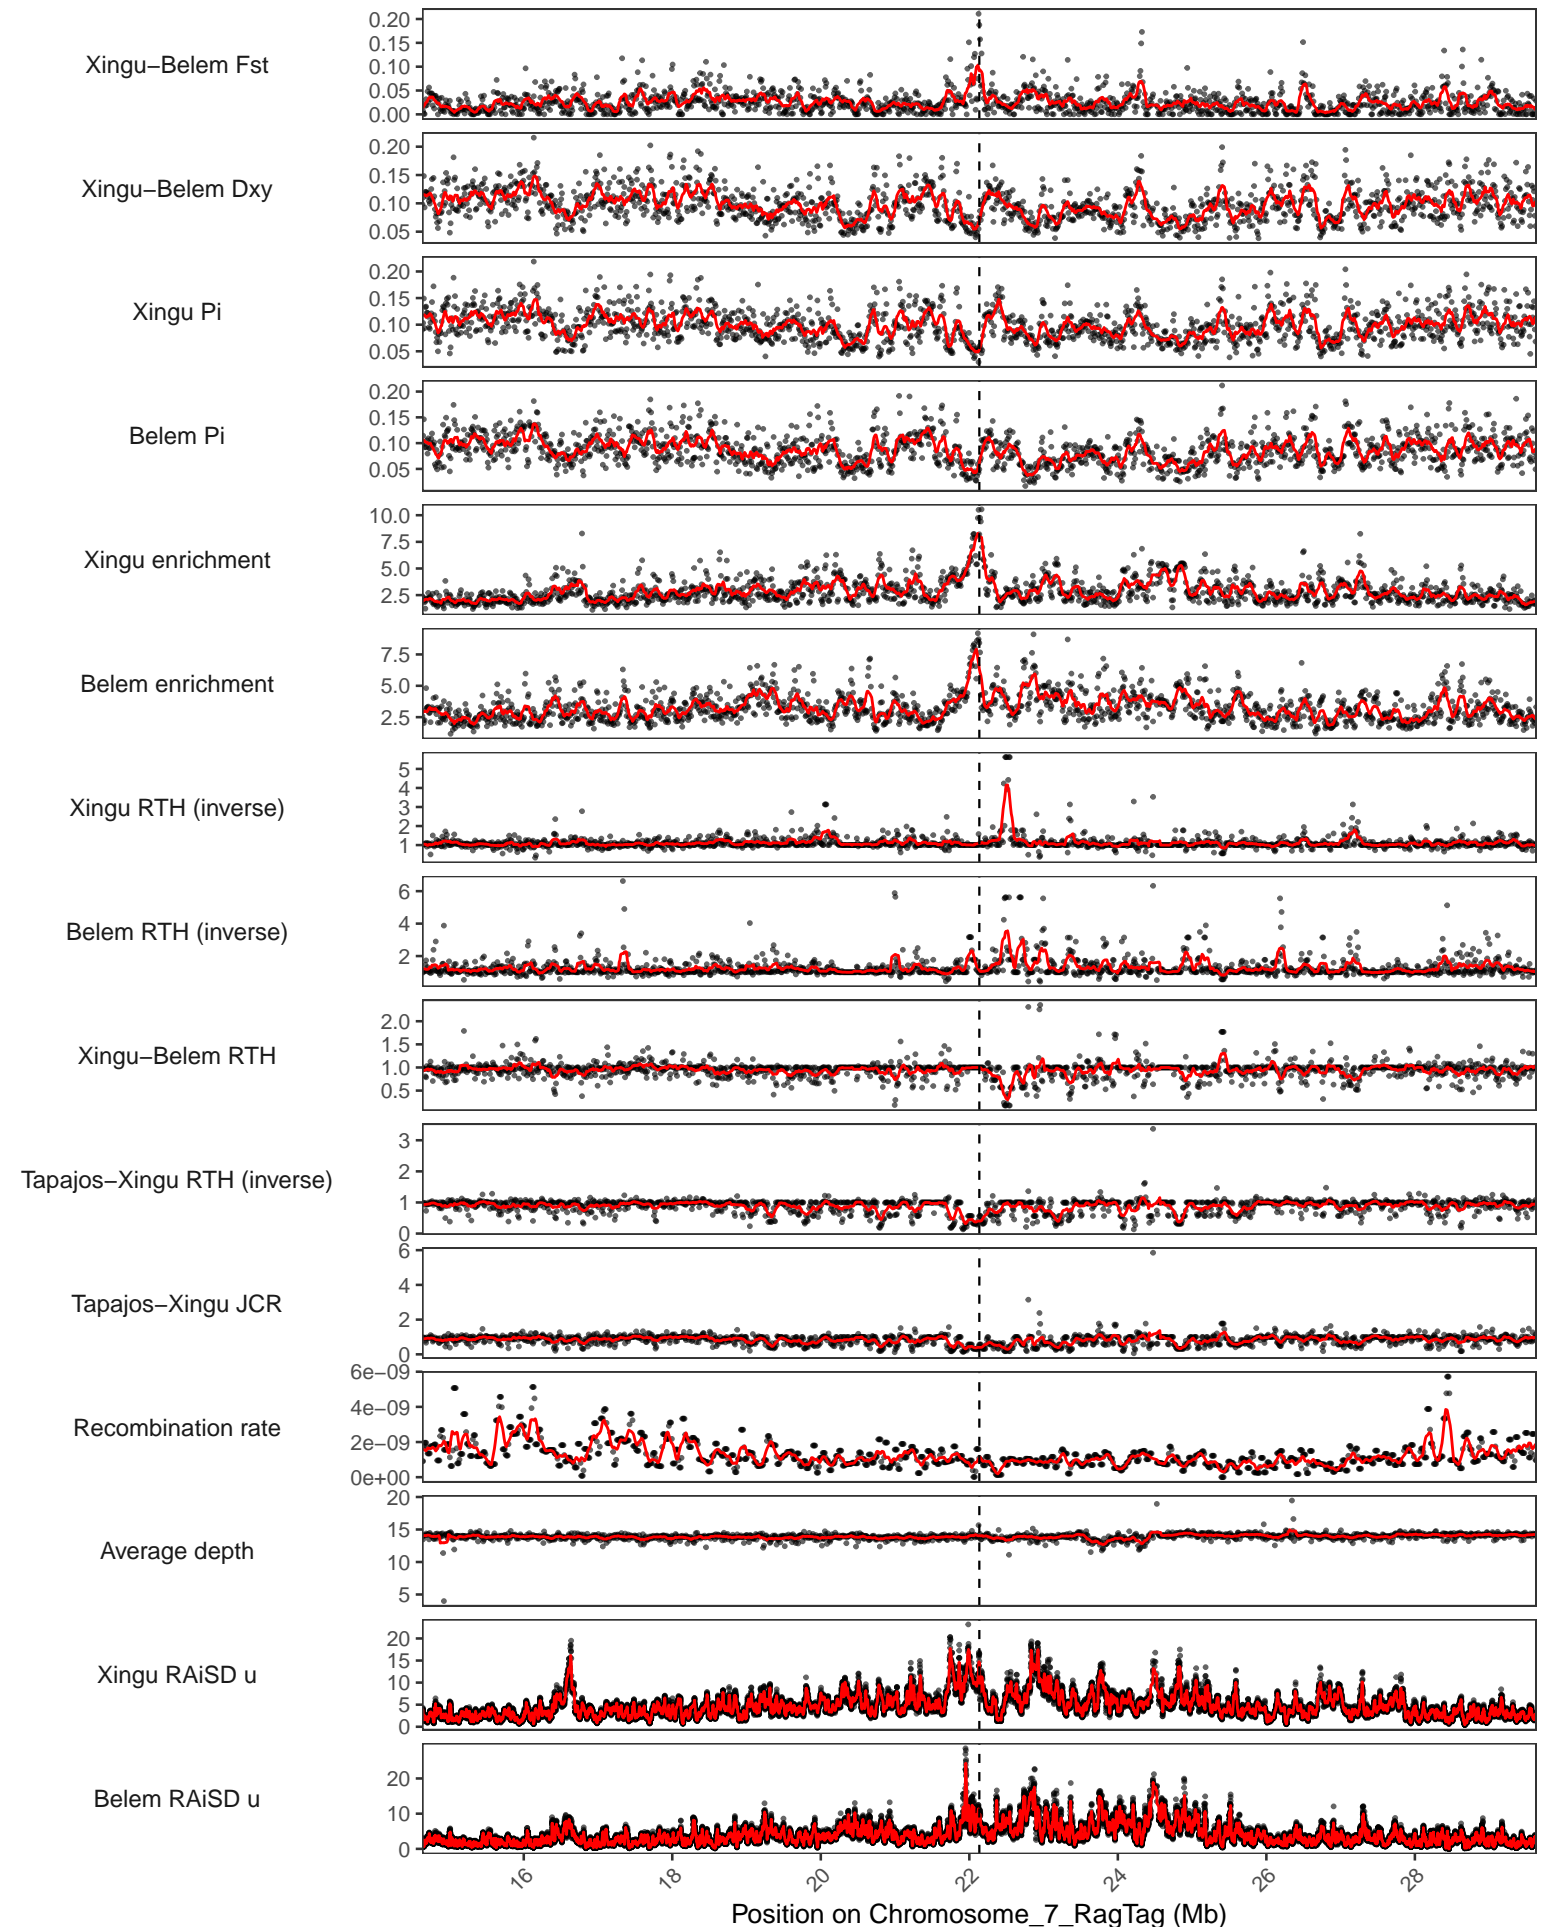 Xingu−Belem Fst
0.20
0.15
0.10
0.05
0.00
Xingu−Belem Dxy
0.20
0.15
0.10
0.05
Xingu Pi
0.20
0.15
0.10
0.05
Belem Pi
0.20
0.15
0.10
0.05
Xingu enrichment
10.0
7.5
5.0
2.5
Belem enrichment
7.5
5.0
2.5
Xingu RTH (inverse)
5
4
3
2
1
Belem RTH (inverse)
6
4
2
Xingu−Belem RTH
2.0
1.5
1.0
0.5
Tapajos−Xingu RTH (inverse)
3
2
1
0
Tapajos−Xingu JCR
6
4
2
0
Recombination rate
6e−09
4e−09
2e−09
0e+00
Average depth
20
15
10
5
Xingu RAiSD u
20
15
10
5
0
Belem RAiSD u
20
10
0
16 18 20 22 24 26 28
Position on Chromosome_7_RagTag (Mb)